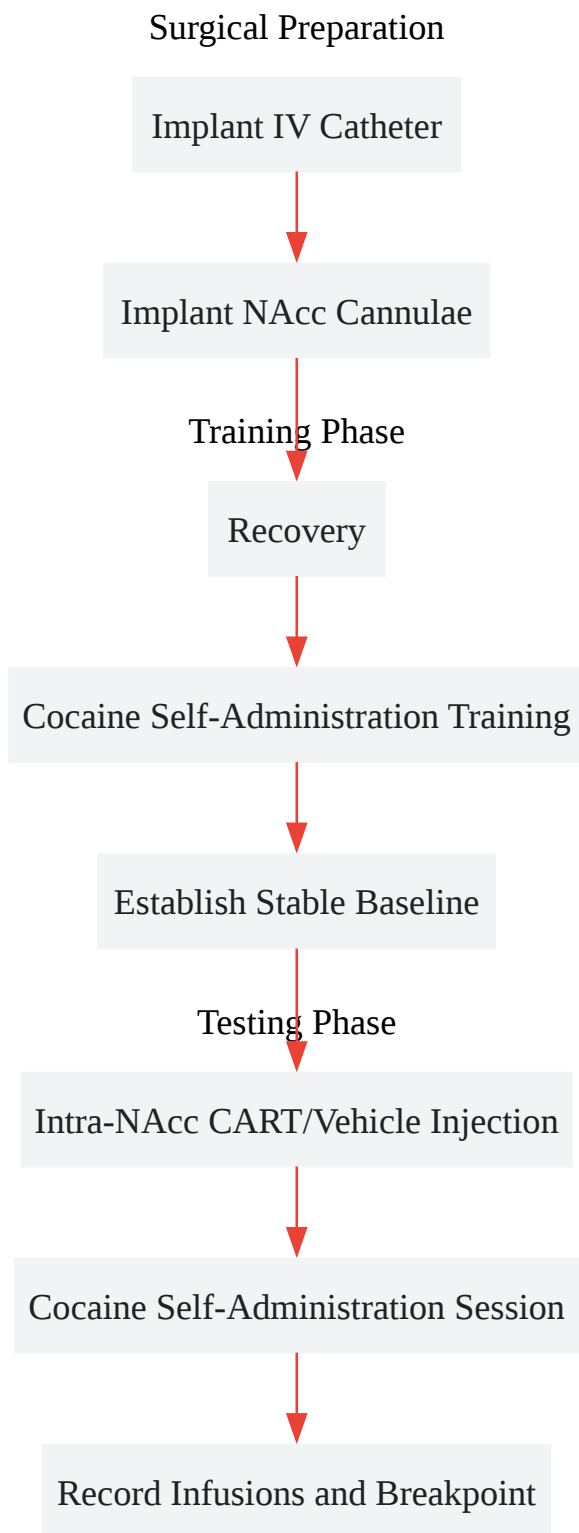 Surgical Preparation
Implant IV Catheter
Implant NAcc Cannulae
Training Phase
Recovery
Cocaine Self-Administration Training
Establish Stable Baseline
Testing Phase
Intra-NAcc CART/Vehicle Injection
Cocaine Self-Administration Session
Record Infusions and Breakpoint